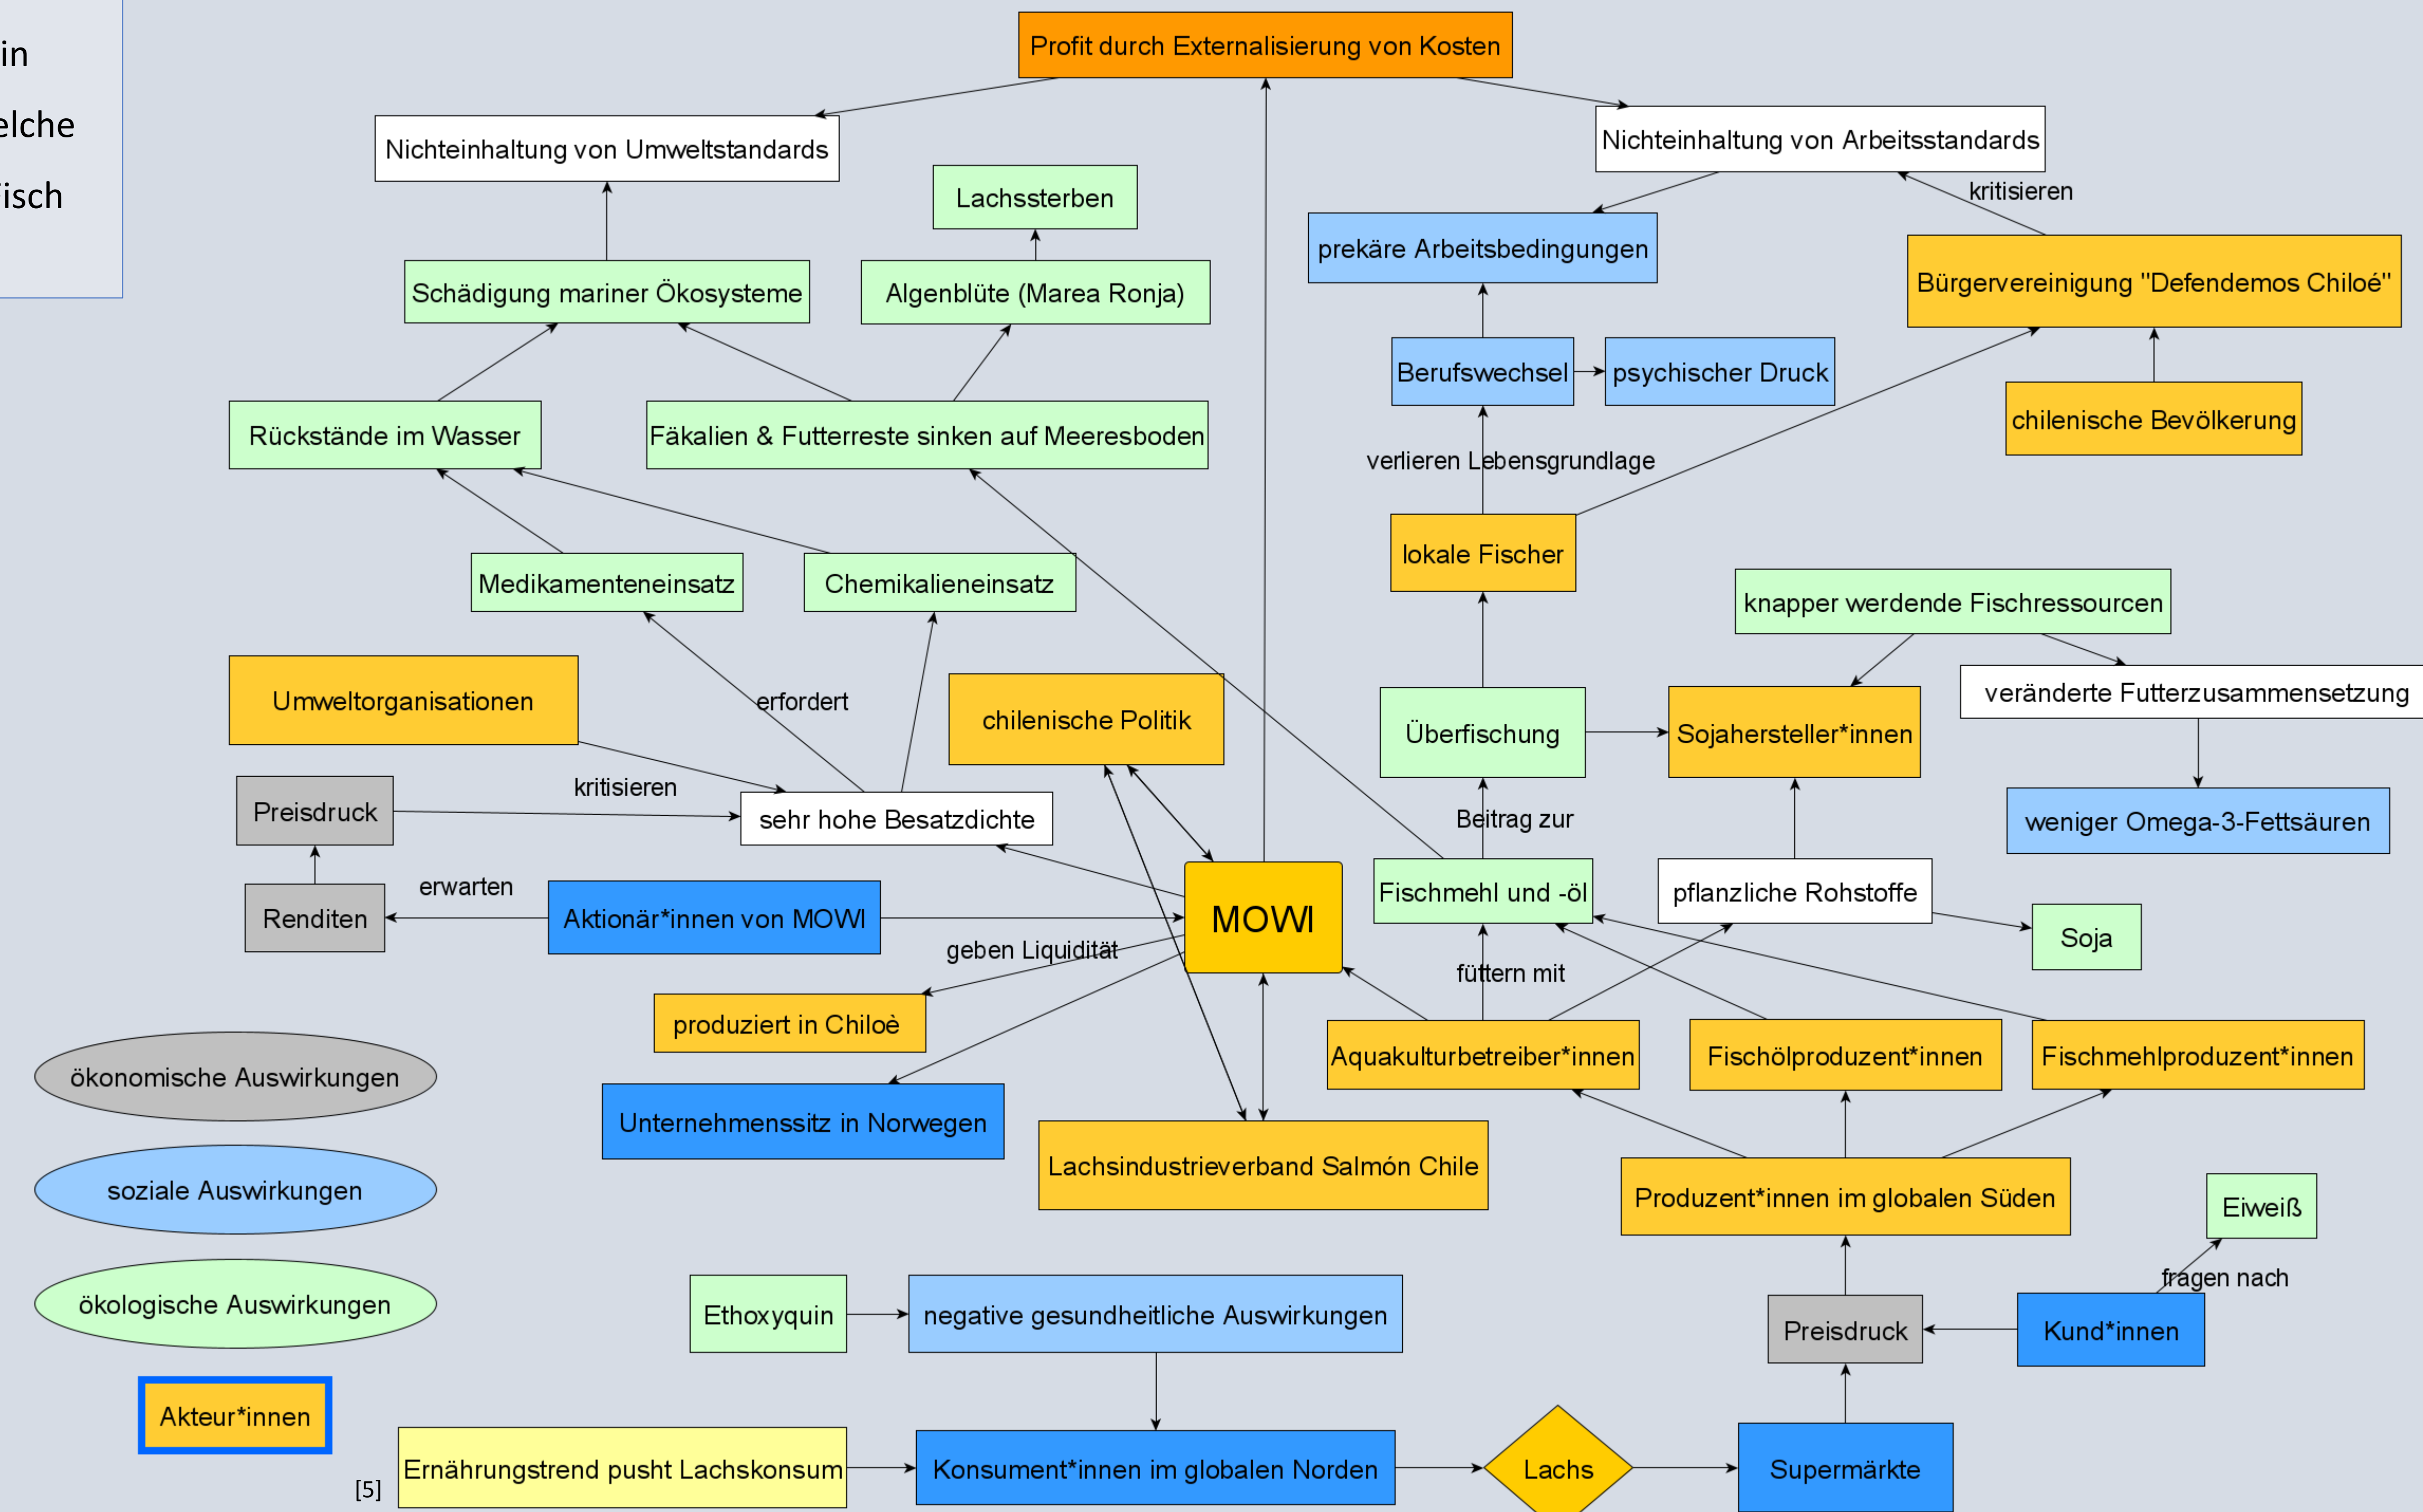 in
elche
isch
Profit durch Externalisierung von Kosten
Nichteinhaltung von Umweltstandards
Nichteinhaltung von Arbeitsstandards
kritisieren
Lachssterben
prekäre Arbeitsbedingungen
Bürgervereinigung "Defendemos Chiloé"
Schädigung mariner Ökosysteme
Algenblüte (Marea Ronja)
Berufswechsel
psychischer Druck
chilenische Bevölkerung
Rückstände im Wasser
Fäkalien & Futterreste sinken auf Meeresboden
verlieren Lebensgrundlage
lokale Fischer
Medikamenteneinsatz
Chemikalieneinsatz
knapper werdende Fischressourcen
Umweltorganisationen
erfordert
chilenische Politik
Überfischung
Sojahersteller*innen
veränderte Futterzusammensetzung
Preisdruck
kritisieren
sehr hohe Besatzdichte
Beitrag zur
weniger Omega-3-Fettsäuren
Renditen
erwarten
Aktionär*innen von MOWI
geben Liquidität
MOWI
Fischmehl und -öl
pflanzliche Rohstoffe
Soja
füttern mit
produziert in Chiloè
Aquakulturbetreiber*innen
Fischölproduzent*innen
Fischmehlproduzent*innen
Unternehmenssitz in Norwegen
Lachsindustrieverband Salmón Chile
Produzent*innen im globalen Süden
Eiweiß
fragen nach
ökonomische Auswirkungen
soziale Auswirkungen
ökologische Auswirkungen
Akteur*innen
Ethoxyquin
negative gesundheitliche Auswirkungen
Preisdruck
Kund*innen
[5]
Ernährungstrend pusht Lachskonsum
Konsument*innen im globalen Norden
Lachs
Supermärkte